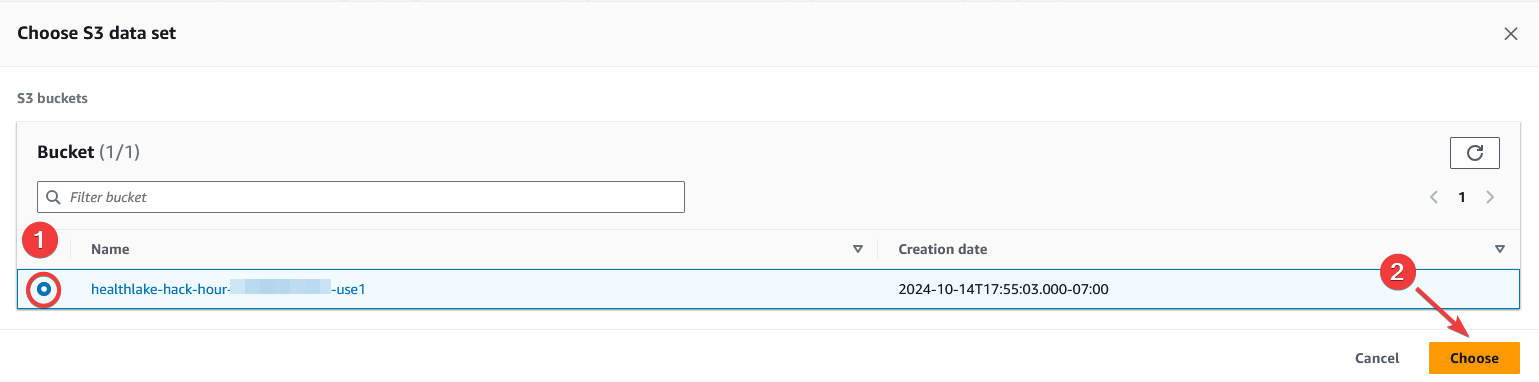 Choose S3 data set
S3 buckets
Bucket (1/1)
Filter bucket
1
1
Name Creation date
healthlake-hack-hour- -use1 2024-10-14T17:55:03.000-07:00
2
Cancel Choose